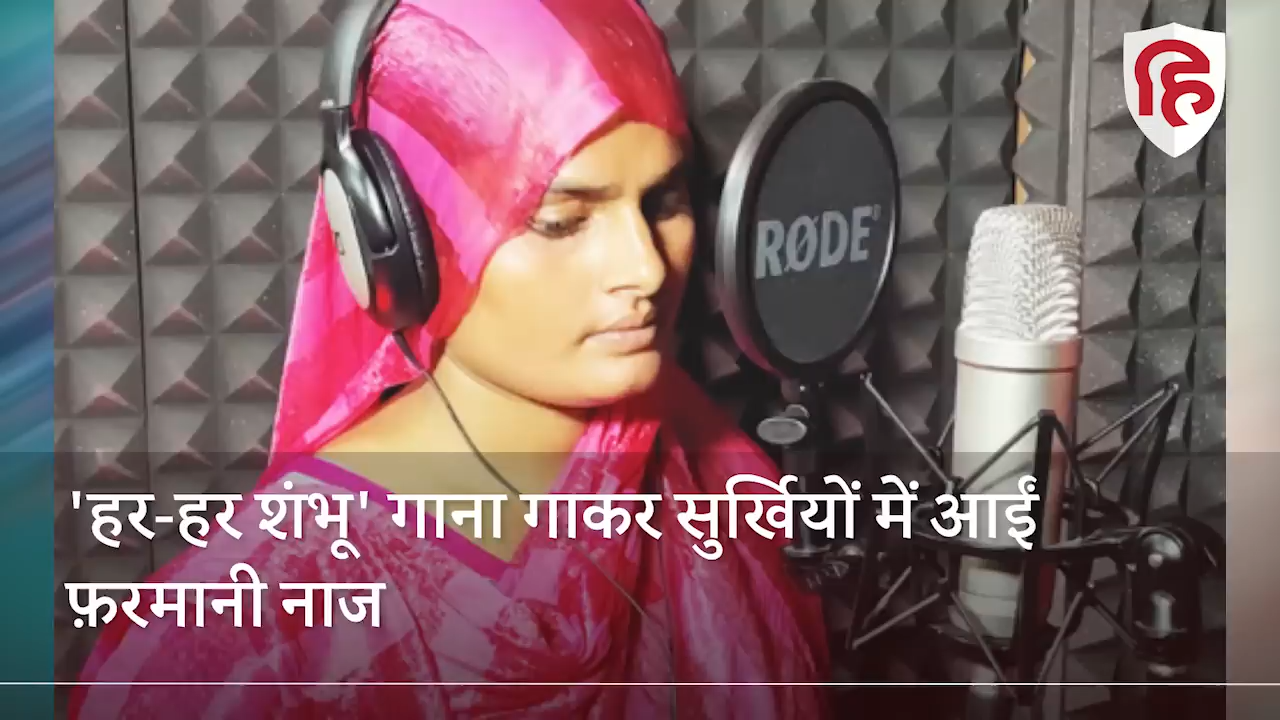 हि
RØDE®
'हर-हर शंभू' गाना गाकर सुर्खियों में आईं
फ़रमानी नाज